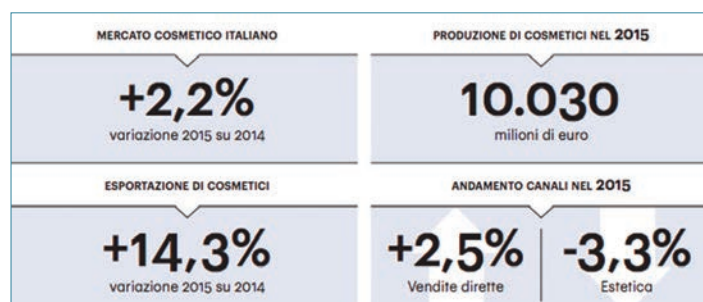 MERCATO COSMETICO ITALIANO
+2,2%
variazione 2015 su 2014
PRODUZIONE DI COSMETICI NEL 2015
10.030
milioni di euro
ESPORTAZIONE DI COSMETICI
+14,3%
variazione 2015 su 2014
ANDAMENTO CANALI NEL 2015
+2,5%
Vendite dirette
-3,3%
Estetica